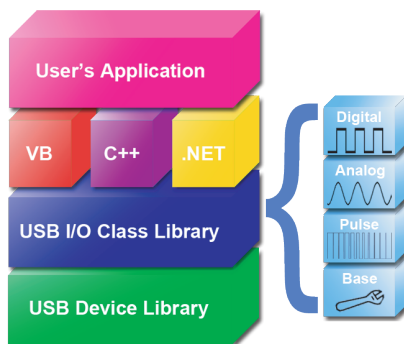 User's Application
VB
C++
.NET
USB I/O Class Library
USB Device Library
Digital
Analog
Pulse
Base